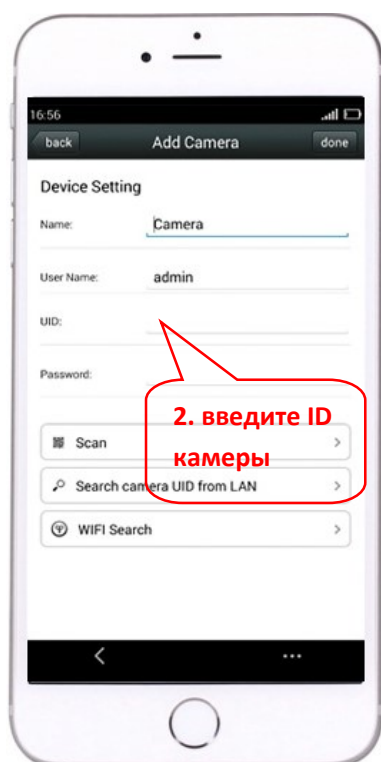 16:56
back Add Camera done
Device Setting
Name: Camera
User Name: admin
UID:
Password:
2. введите ID
камеры
Scan
Search camera UID from LAN
WIFI Search